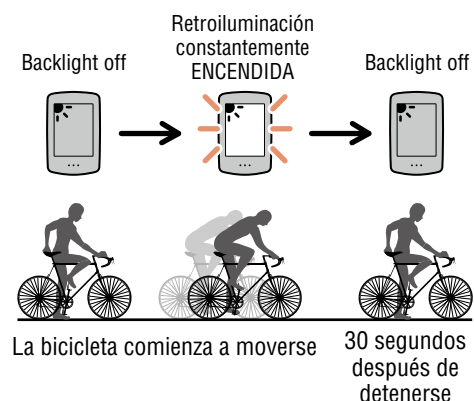 Backlight off
Retroiluminación
constantemente
ENCENDIDA
Backlight off
La bicicleta comienza a moverse
30 segundos
después de
detenerse